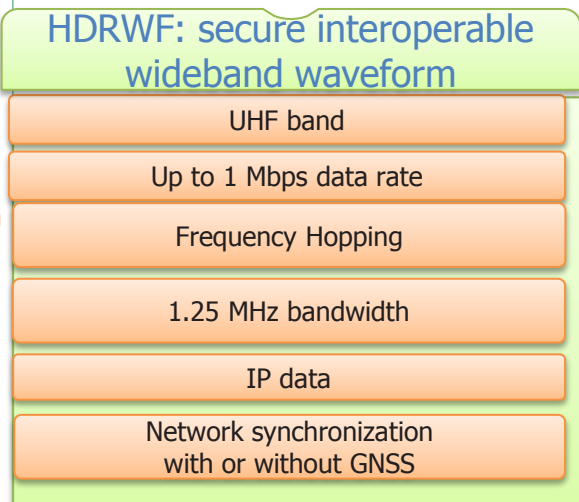 HDRWF: secure interoperable
wideband waveform
UHF band
Up to 1 Mbps data rate
Frequency Hopping
1.25 MHz bandwidth
IP data
Network synchronization
with or without GNSS